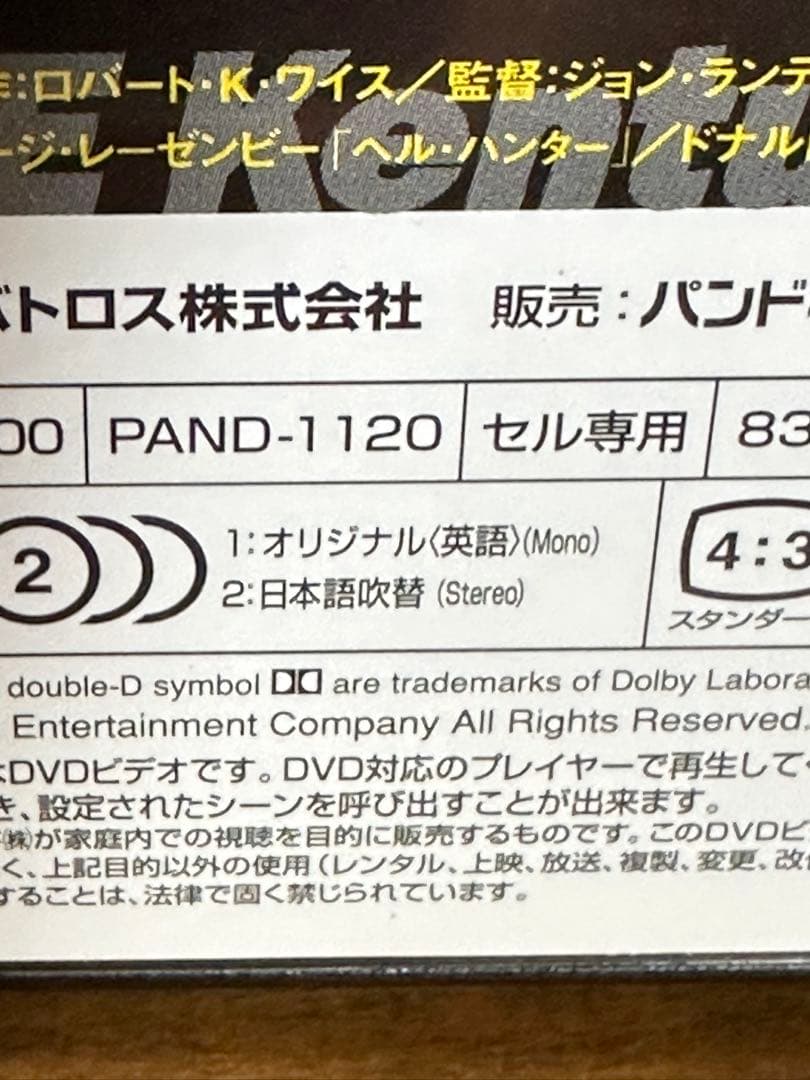 :ロバート・K・ワイス/監督:ジョン・ランデ
ージ・レーゼンビー「ヘル・ハンター」/ドナル
Kentu
バトロス株式会社 販売:パンド
00 PAND-1120 セル専用 83
2 1:オリジナル〈英語〉(Mono)
2:日本語吹替 (Stereo)
4:3
スタンダー
double-D symbol are trademarks of Dolby Labora
Entertainment Company All Rights Reserved.
はDVDビデオです。DVD対応のプレイヤーで再生して
き、設定されたシーンを呼び出すことが出来ます。
㈱が家庭内での視聴を目的に販売するものです。このDVDビ
く、上記目的以外の使用(レンタル、上映、放送、複製、変更、改
することは、法律で固く禁じられています。